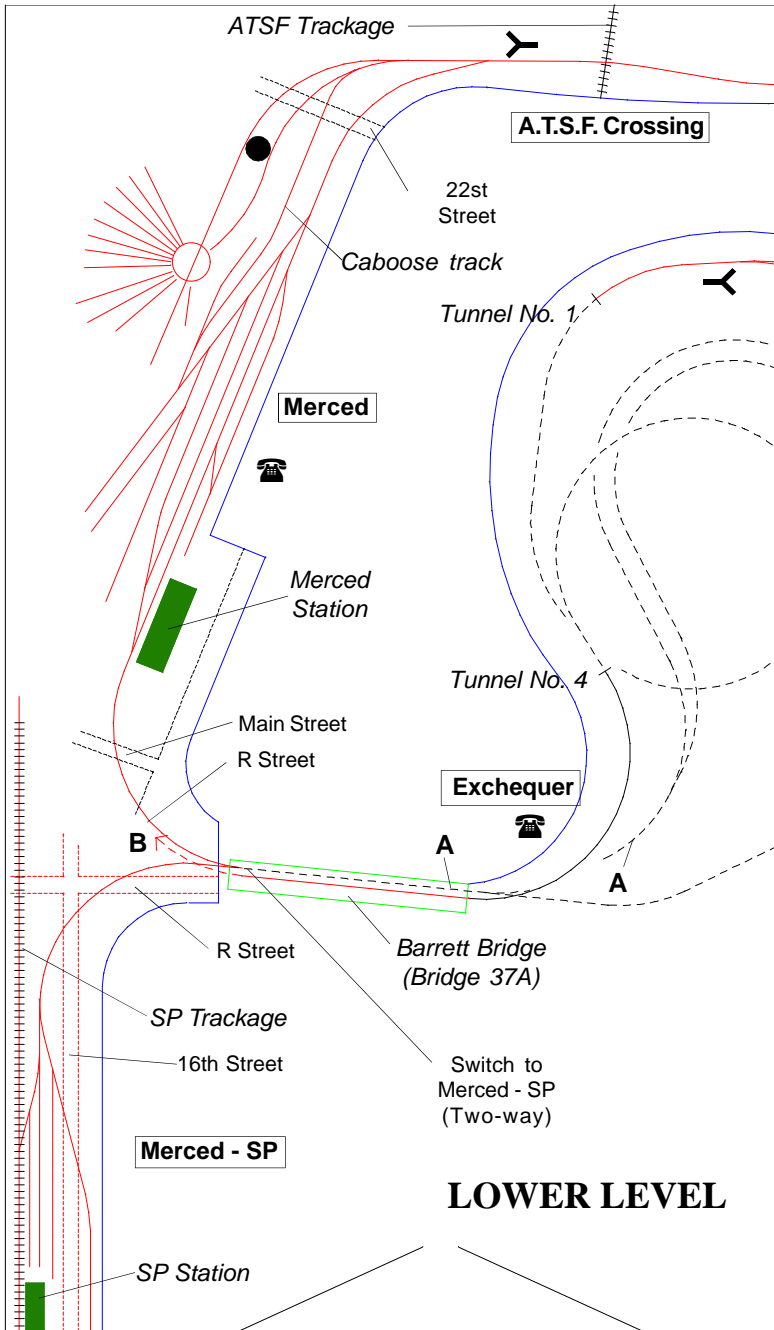 ATSF Trackage
A.T.S.F. Crossing
22st
Street
Caboose track
Tunnel No. 1
Merced
Merced
Station
Tunnel No. 4
Main Street
R Street
Exchequer
B
A
A
R Street
Barrett Bridge
(Bridge 37A)
SP Trackage
16th Street
Switch to
Merced - SP
(Two-way)
Merced - SP
LOWER LEVEL
SP Station